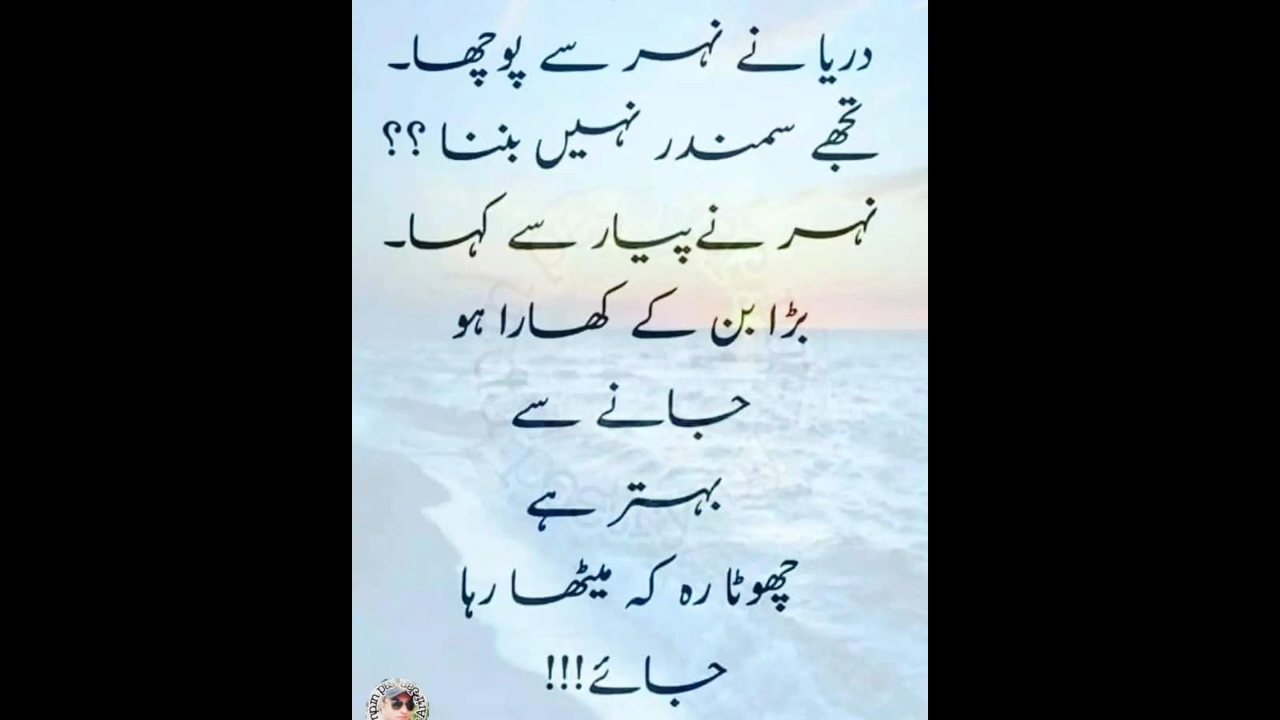 دریا نے نہر سے پوچھا۔
تجھے سمندر نہیں بننا ؟؟
نہر نے پیار سے کہا۔
بڑا بن کے کھارا ہو
جانے سے
بہتر ہے
چھوٹا رہ کہ میٹھا رہا
جائے!!!